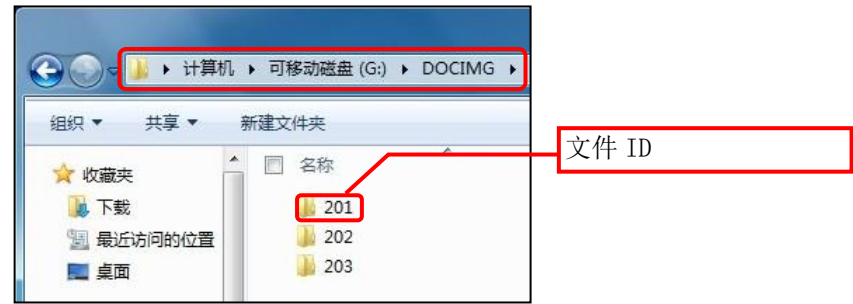 计算机 ▸ 可移动磁盘 (G:) ▸ DOCIMG ▸
组织 ▼ 共享 ▼ 新建文件夹
收藏夹
下载
最近访问的位置
桌面
名称
201
202
203
文件 ID